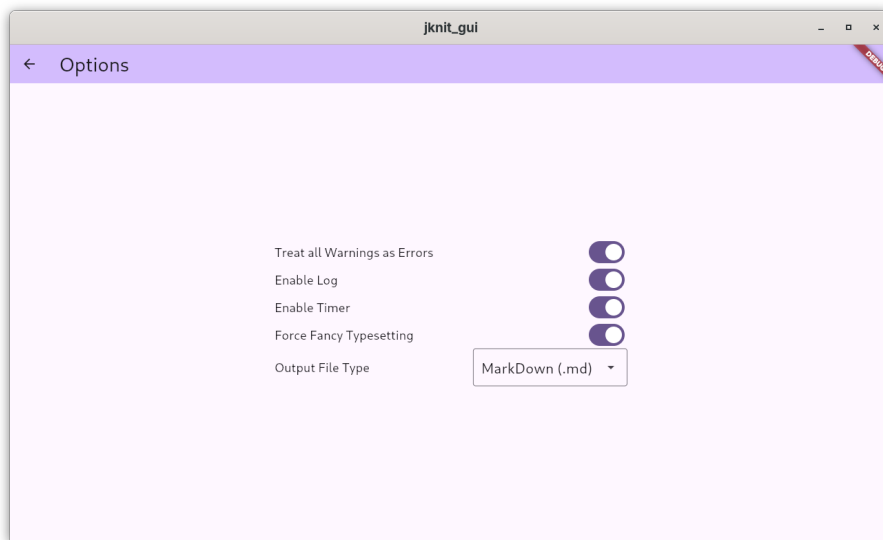 jknit_gui
Options
DEBUG
Treat all Warnings as Errors
Enable Log
Enable Timer
Force Fancy Typesetting
Output File Type MarkDown (.md)